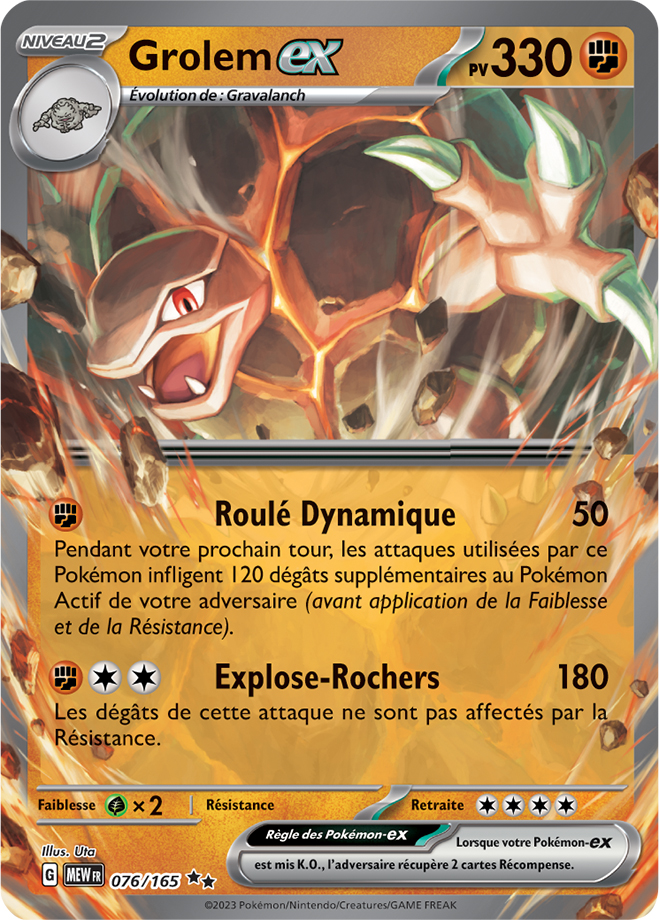 NIVEAU 2
Grolem ex
PV 330
Évolution de : Gravalanch
Roulé Dynamique 50
Pendant votre prochain tour, les attaques utilisées par ce
Pokémon infligent 120 dégâts supplémentaires au Pokémon
Actif de votre adversaire (avant application de la Faiblesse
et de la Résistance).
Explose-Rochers 180
Les dégâts de cette attaque ne sont pas affectés par la
Résistance.
Faiblesse ×2 Résistance Retraite
Illus. Uta
Règle des Pokémon-ex Lorsque votre Pokémon-ex
est mis K.O., l'adversaire récupère 2 cartes Récompense.
G MEW FR 076/165
©2023 Pokémon/Nintendo/Creatures/GAME FREAK